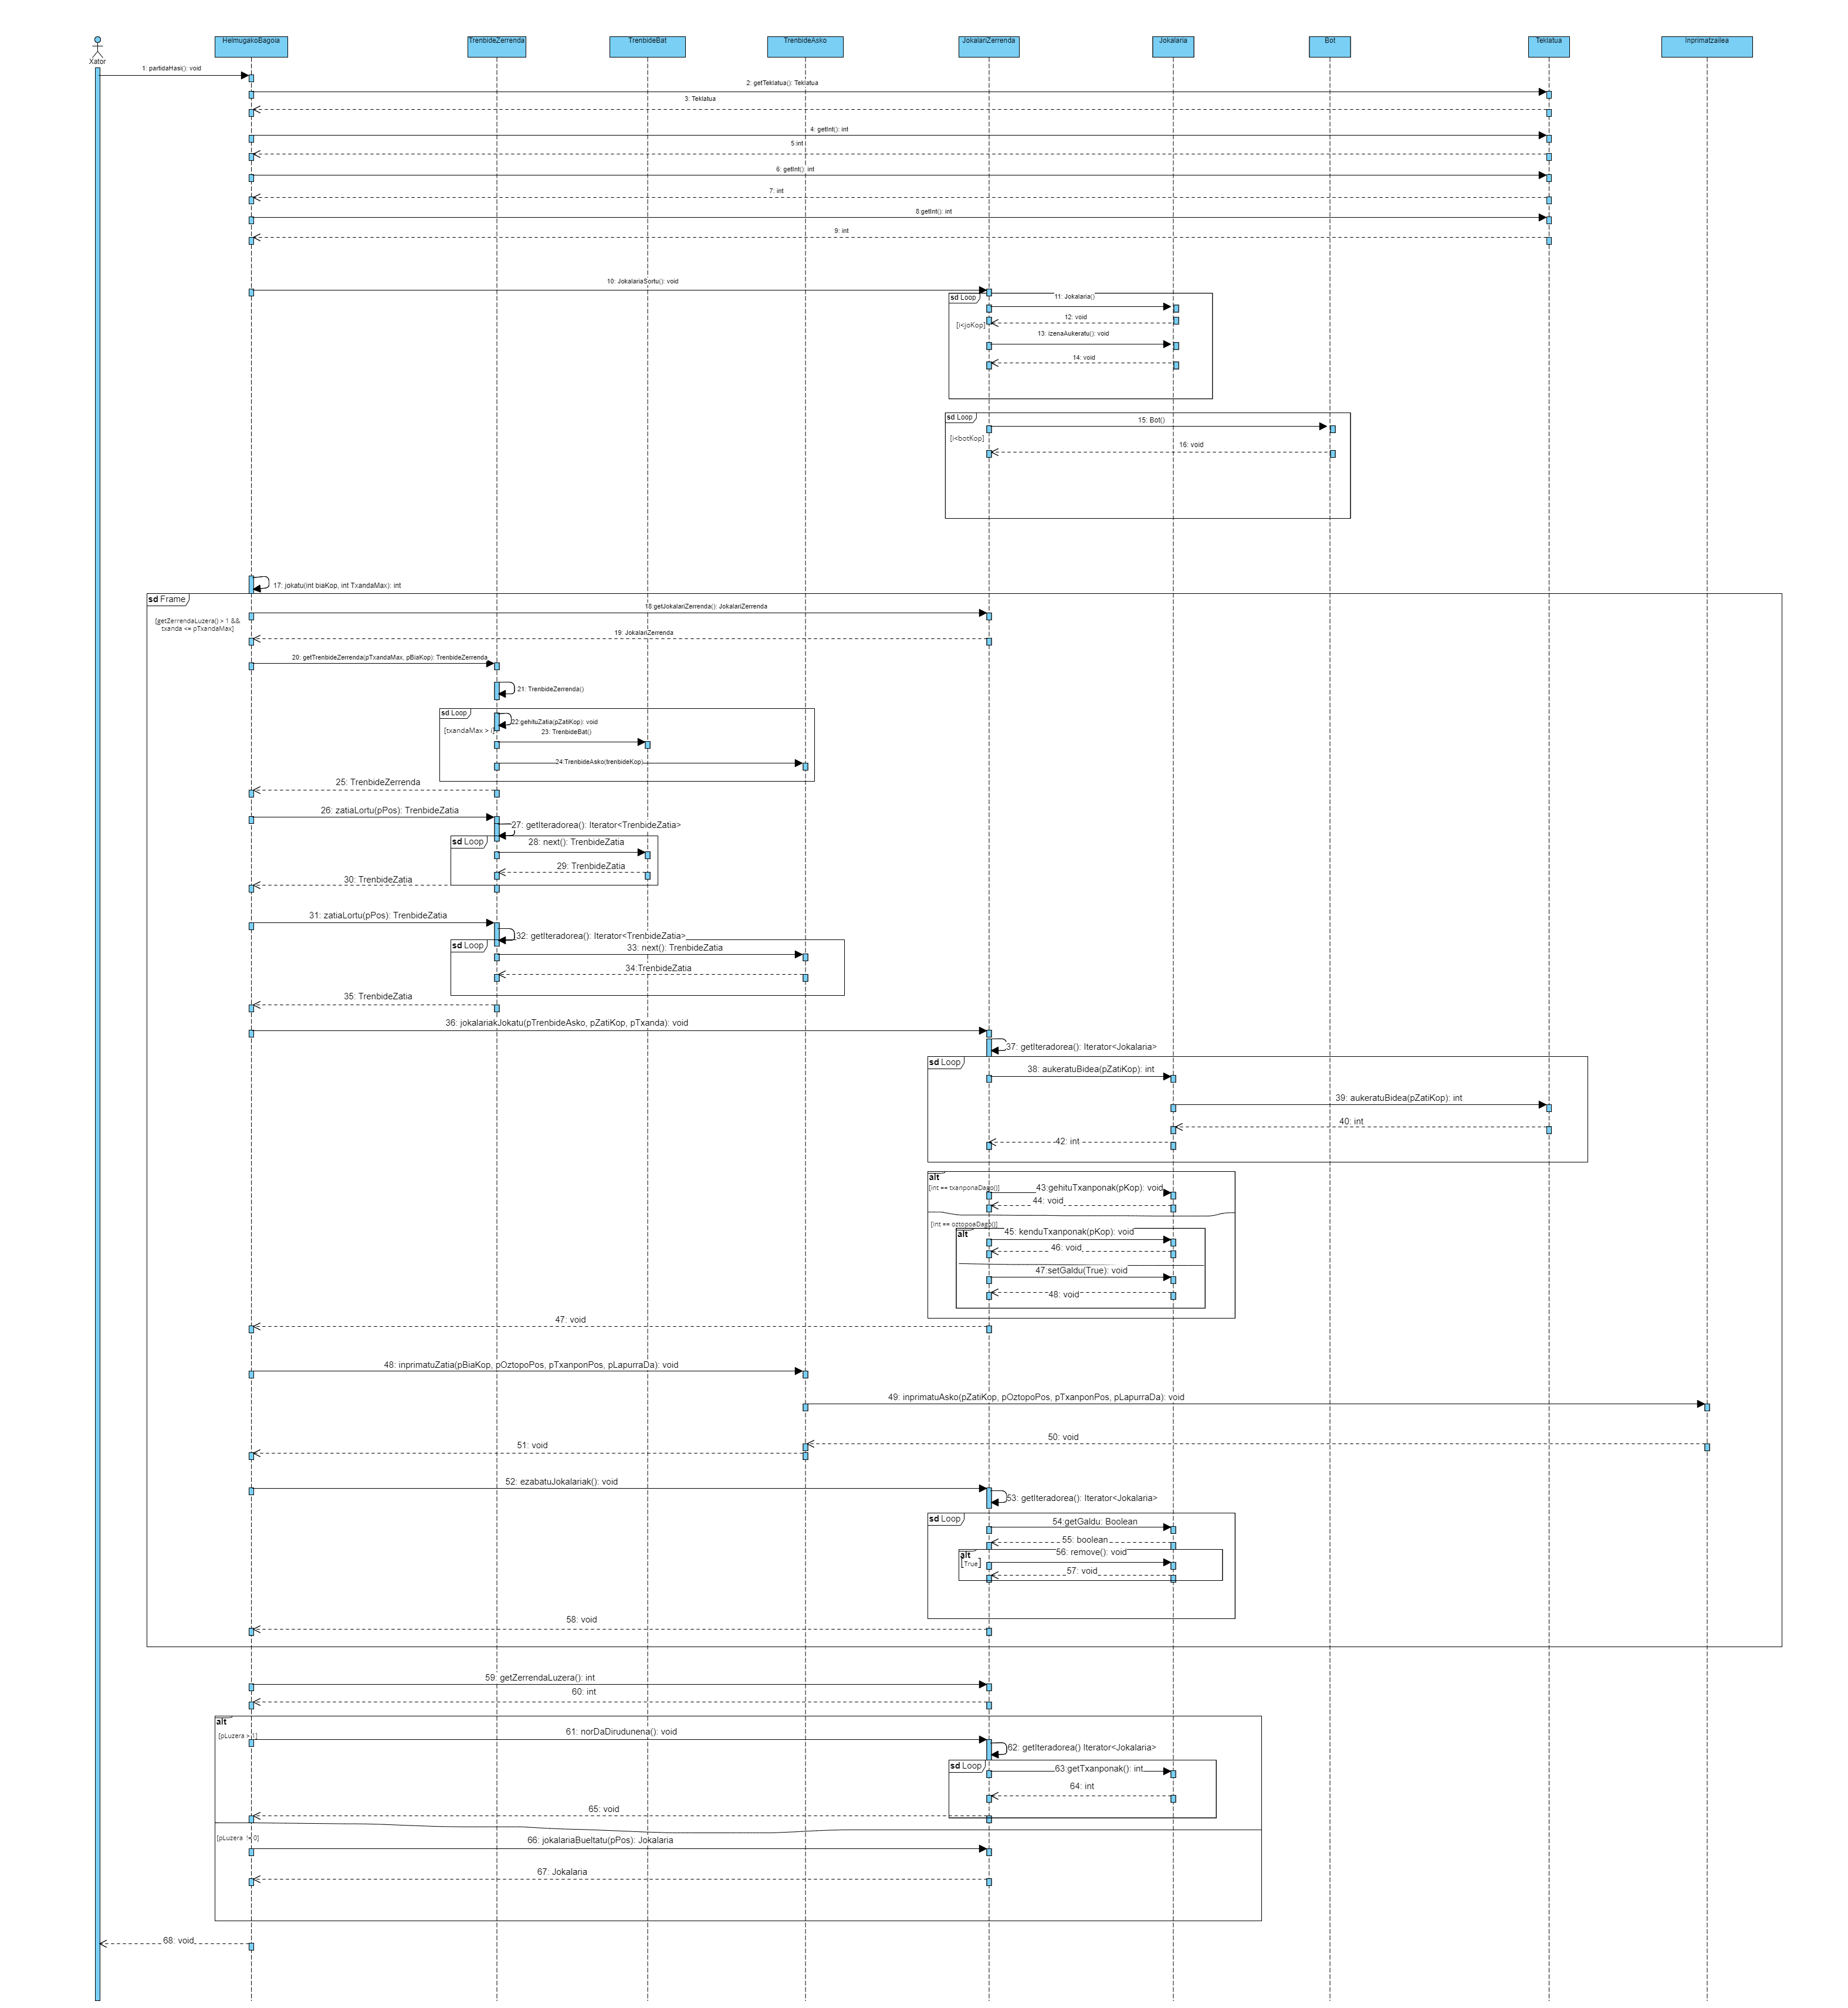 Xator
HelmugakoBagoia
TrenbideZerrenda
TrenbideBat
TrenbideAsko
JokalariZerrenda
Jokalaria
Bot
Teklatua
Inprimatzailea
1: partidaHasi(): void
2: getTeklatua(): Teklatua
3: Teklatua
4: getInt(): int
5:int
6: getInt(): int
7: int
8:getInt(): int
9: int
10: JokalariaSortu(): void
sd Loop
11: Jokalaria()
12: void
[i<joKop]
13: izenaAukeratu(): void
14: void
sd Loop
15: Bot()
[i<botKop]
16: void
17: jokatu(int biaKop, int TxandaMax): int
sd Frame
18:getJokalariZerrenda(): JokalariZerrenda
[getZerrendaLuzera() > 1 &&
txanda <= pTxandaMax]
19: JokalariZerrenda
20: getTrenbideZerrenda(pTxandaMax, pBiaKop): TrenbideZerrenda
21: TrenbideZerrenda()
sd Loop
22:gehituZatia(pZatiKop): void
[txandaMax > i]
23: TrenbideBat()
24:TrenbideAsko(trenbideKop)
25: TrenbideZerrenda
26: zatiaLortu(pPos): TrenbideZatia
27: getIteradorea(): Iterator<TrenbideZatia>
sd Loop
28: next(): TrenbideZatia
29: TrenbideZatia
30: TrenbideZatia
31: zatiaLortu(pPos): TrenbideZatia
32: getIteradorea(): Iterator<TrenbideZatia>
sd Loop
33: next(): TrenbideZatia
34:TrenbideZatia
35: TrenbideZatia
36: jokalariakJokatu(pTrenbideAsko, pZatiKop, pTxanda): void
37: getIteradorea(): Iterator<Jokalaria>
sd Loop
38: aukeratuBidea(pZatiKop): int
39: aukeratuBidea(pZatiKop): int
40: int
42: int
alt
[int == txanponaDago()]
43:gehituTxanponak(pKop): void
44: void
[int == oztopoaDago()]
alt
45: kenduTxanponak(pKop): void
46: void
47:setGaldu(True): void
48: void
47: void
48: inprimatuZatia(pBiaKop, pOztopoPos, pTxanponPos, pLapurraDa): void
49: inprimatuAsko(pZatiKop, pOztopoPos, pTxanponPos, pLapurraDa): void
50: void
51: void
52: ezabatuJokalariak(): void
53: getIteradorea(): Iterator<Jokalaria>
sd Loop
54:getGaldu: Boolean
55: boolean
alt
[True]
56: remove(): void
57: void
58: void
59: getZerrendaLuzera(): int
60: int
alt
[pLuzera > 1]
61: norDaDirudunena(): void
62: getIteradorea() Iterator<Jokalaria>
sd Loop
63:getTxanponak(): int
64: int
65: void
[pLuzera != 0]
66: jokalariaBueltatu(pPos): Jokalaria
67: Jokalaria
68: void